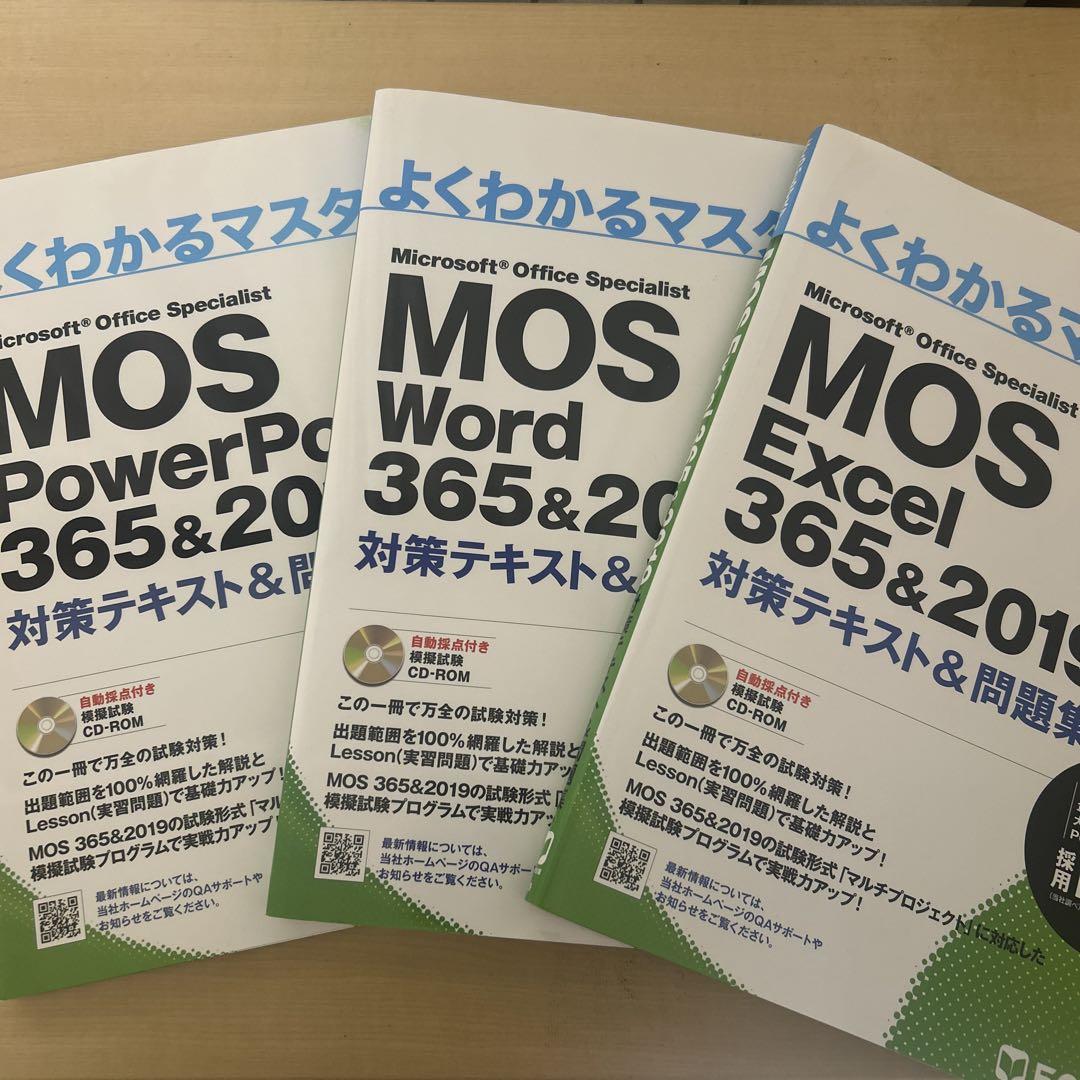 くわかるマスタ
Microsoft® Office Specialist
MOS
PowerPo
365&20
対策テキスト&問
自動採点付き
模擬試験
CD-ROM
この一冊で万全の試験対策！
出題範囲を100%網羅した解説と
Lesson(実習問題)で基礎力アップ！
MOS 365&2019の試験形式「マル
模擬試験プログラムで実戦力アップ！
最新情報については、
当社ホームページのQAサポートや
お知らせをご覧ください。
よくわかるマスタ
Microsoft® Office Specialist
MOS
Word
365&20
対策テキスト&
自動採点付き
模擬試験
CD-ROM
この一冊で万全の試験対策！
出題範囲を100%網羅した解説と
Lesson(実習問題)で基礎力アップ！
MOS 365&2019の試験形式「
模擬試験プログラムで実戦力アップ！
最新情報については、
当社ホームページのQAサポートや
お知らせをご覧ください。
よくわかるマ
Microsoft® Office Specialist
MOS
Excel
365&2019
対策テキスト&問題集
自動採点付き
模擬試験
CD-ROM
この一冊で万全の試験対策！
出題範囲を100%網羅した解説と
Lesson(実習問題)で基礎力アップ！
MOS 365&2019の試験形式「マルチプロジェクト」に対応した
模擬試験プログラムで実戦力アップ！
最新情報については、
当社ホームページのQAサポートや
お知らせをご覧ください。
採用
MOS Excel 365&2019